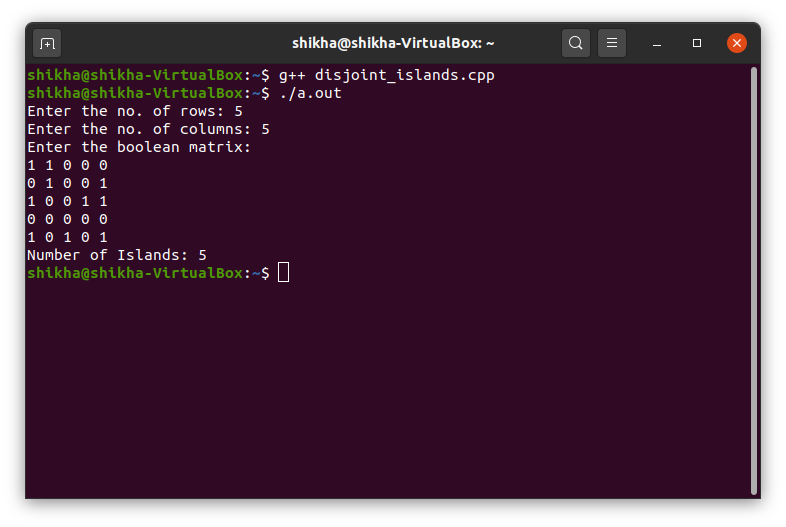 shikha@shikha-VirtualBox: ~
shikha@shikha-VirtualBox:~$ g++ disjoint_islands.cpp
shikha@shikha-VirtualBox:~$ ./a.out
Enter the no. of rows: 5
Enter the no. of columns: 5
Enter the boolean matrix:
1 1 0 0 0
0 1 0 0 1
1 0 0 1 1
0 0 0 0 0
1 0 1 0 1
Number of Islands: 5
shikha@shikha-VirtualBox:~$